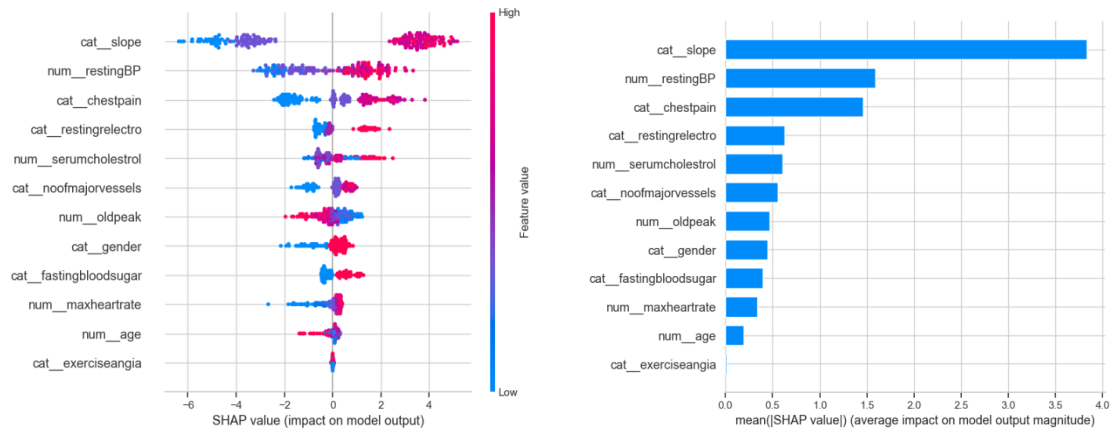 High
cat__slope
num__restingBP
cat__chestpain
cat__restingrelectro
num__serumcholestrol
cat__noofmajorvessels
num__oldpeak
cat__gender
cat__fastingbloodsugar
num__maxheartrate
num__age
cat__exerciseangia
Feature value
Low
−6 −4 −2 0 2 4
SHAP value (impact on model output)
cat__slope
num__restingBP
cat__chestpain
cat__restingrelectro
num__serumcholestrol
cat__noofmajorvessels
num__oldpeak
cat__gender
cat__fastingbloodsugar
num__maxheartrate
num__age
cat__exerciseangia
0.0 0.5 1.0 1.5 2.0 2.5 3.0 3.5 4.0
mean(|SHAP value|) (average impact on model output magnitude)